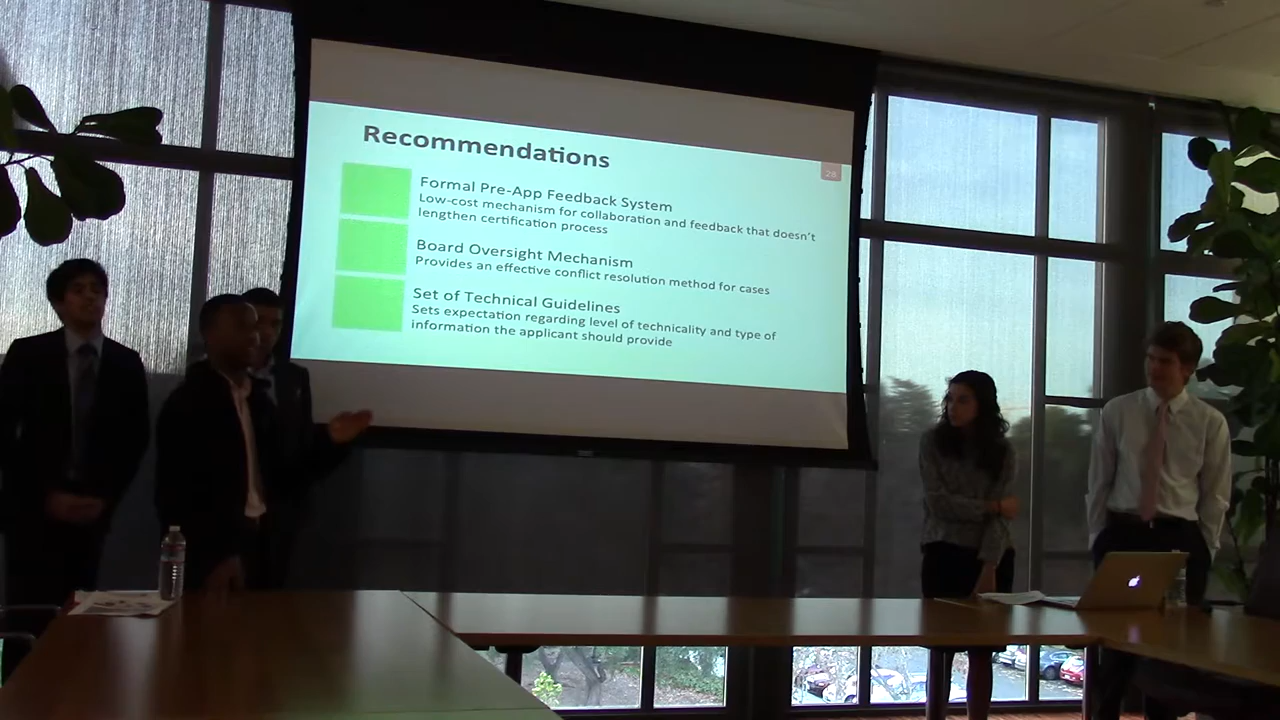 Recommendations
28
Formal Pre-App Feedback System
Low-cost mechanism for collaboration and feedback that doesn't
lengthen certification process
Board Oversight Mechanism
Provides an effective conflict resolution method for cases
Set of Technical Guidelines
Sets expectation regarding level of technicality and type of
information the applicant should provide